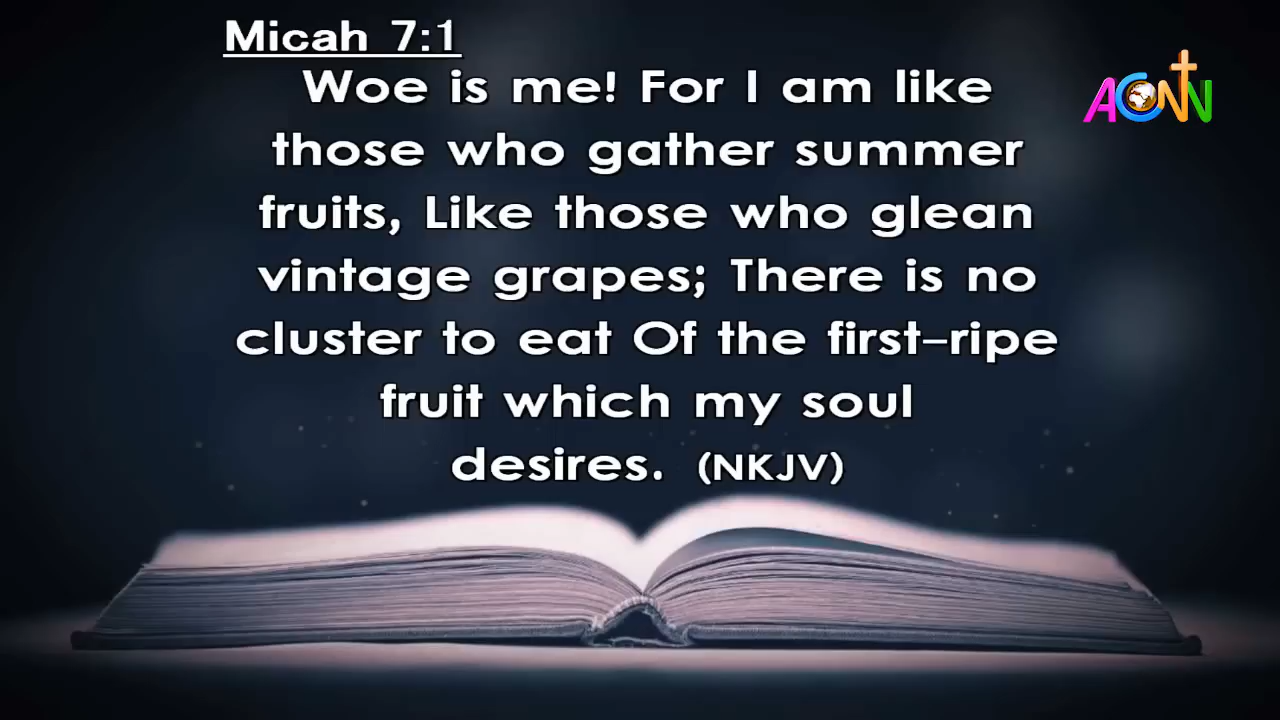 Micah 7:1
Woe is me! For I am like
those who gather summer
fruits, Like those who glean
vintage grapes; There is no
cluster to eat Of the first-ripe
fruit which my soul
desires. (NKJV)
ACNN